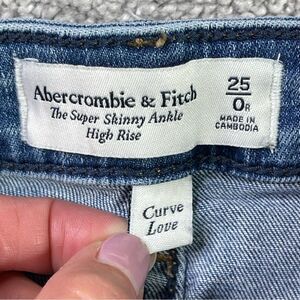 Abercrombie & Fitch
The Super Skinny Ankle
High Rise
25
0R
MADE IN
CAMBODIA
Curve
Love